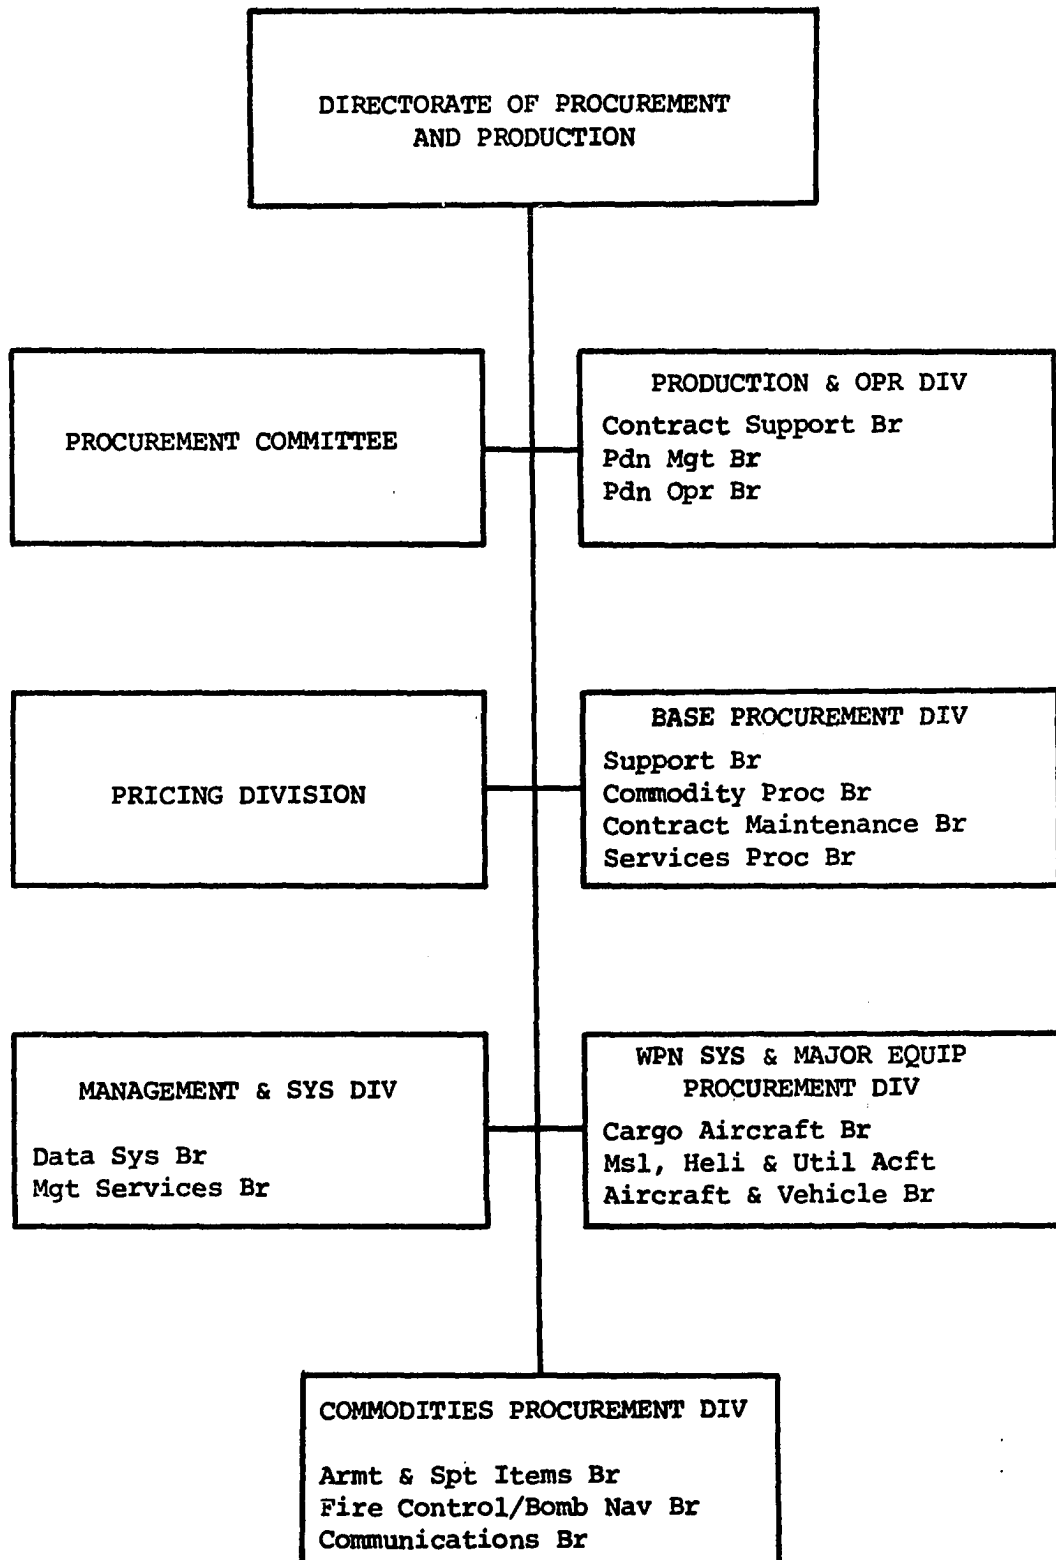 DIRECTORATE OF PROCUREMENT
AND PRODUCTION
PROCUREMENT COMMITTEE
PRODUCTION & OPR DIV
Contract Support Br
Pdn Mgt Br
Pdn Opr Br
PRICING DIVISION
BASE PROCUREMENT DIV
Support Br
Commodity Proc Br
Contract Maintenance Br
Services Proc Br
MANAGEMENT & SYS DIV
Data Sys Br
Mgt Services Br
WPN SYS & MAJOR EQUIP
PROCUREMENT DIV
Cargo Aircraft Br
Msl, Heli & Util Acft
Aircraft & Vehicle Br
COMMODITIES PROCUREMENT DIV
Armt & Spt Items Br
Fire Control/Bomb Nav Br
Communications Br